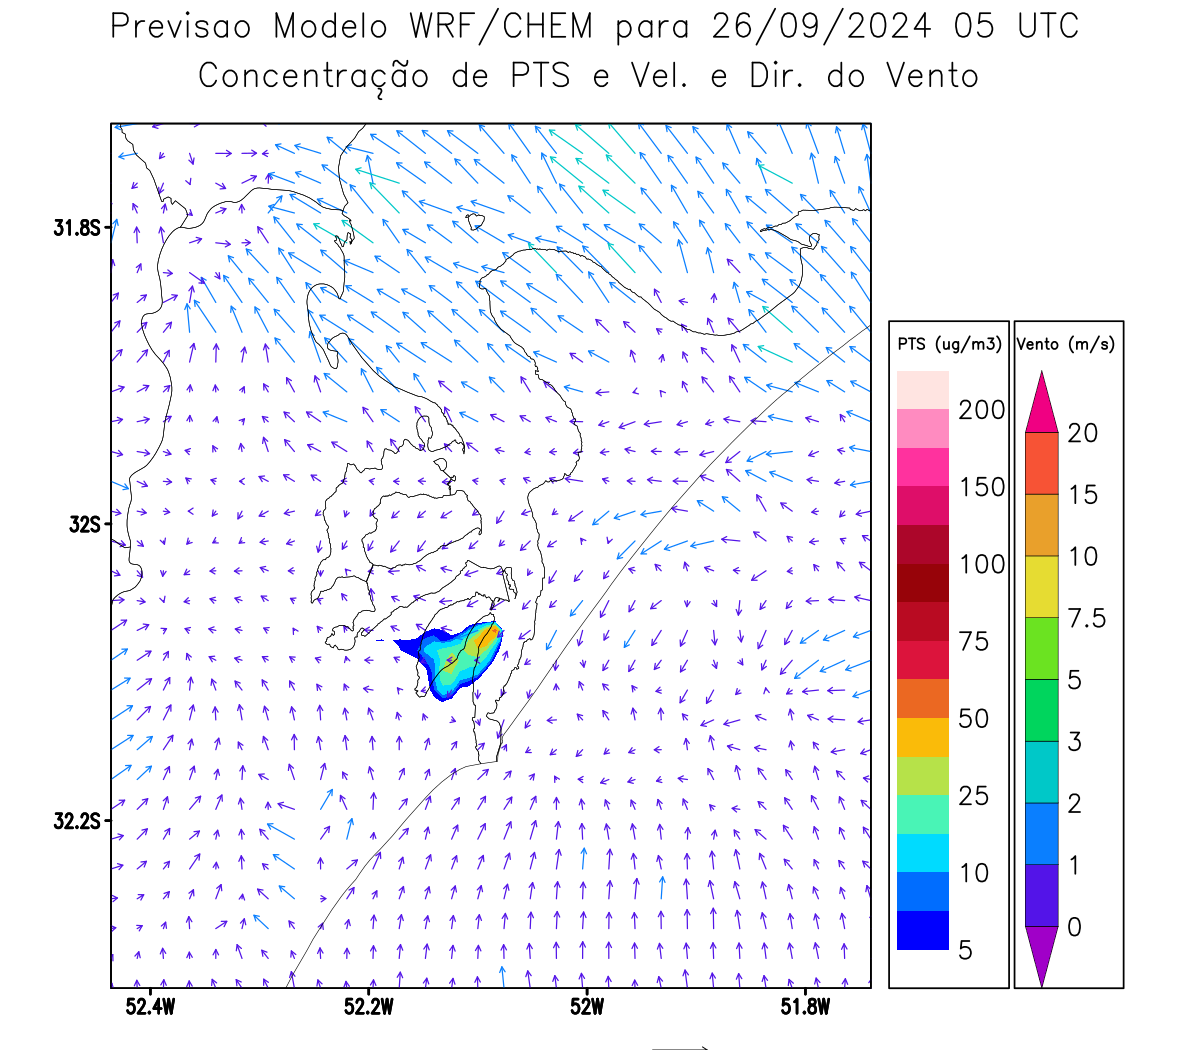 Previsao Modelo WRF/CHEM para 26/09/2024 05 UTC
Concentração de PTS e Vel. e Dir. do Vento
31.8S
32S
32.2S
52.4W 52.2W 52W 51.8W
PTS (ug/m3)
200
150
100
75
50
25
10
5
Vento (m/s)
20
15
10
7.5
5
3
2
1
0